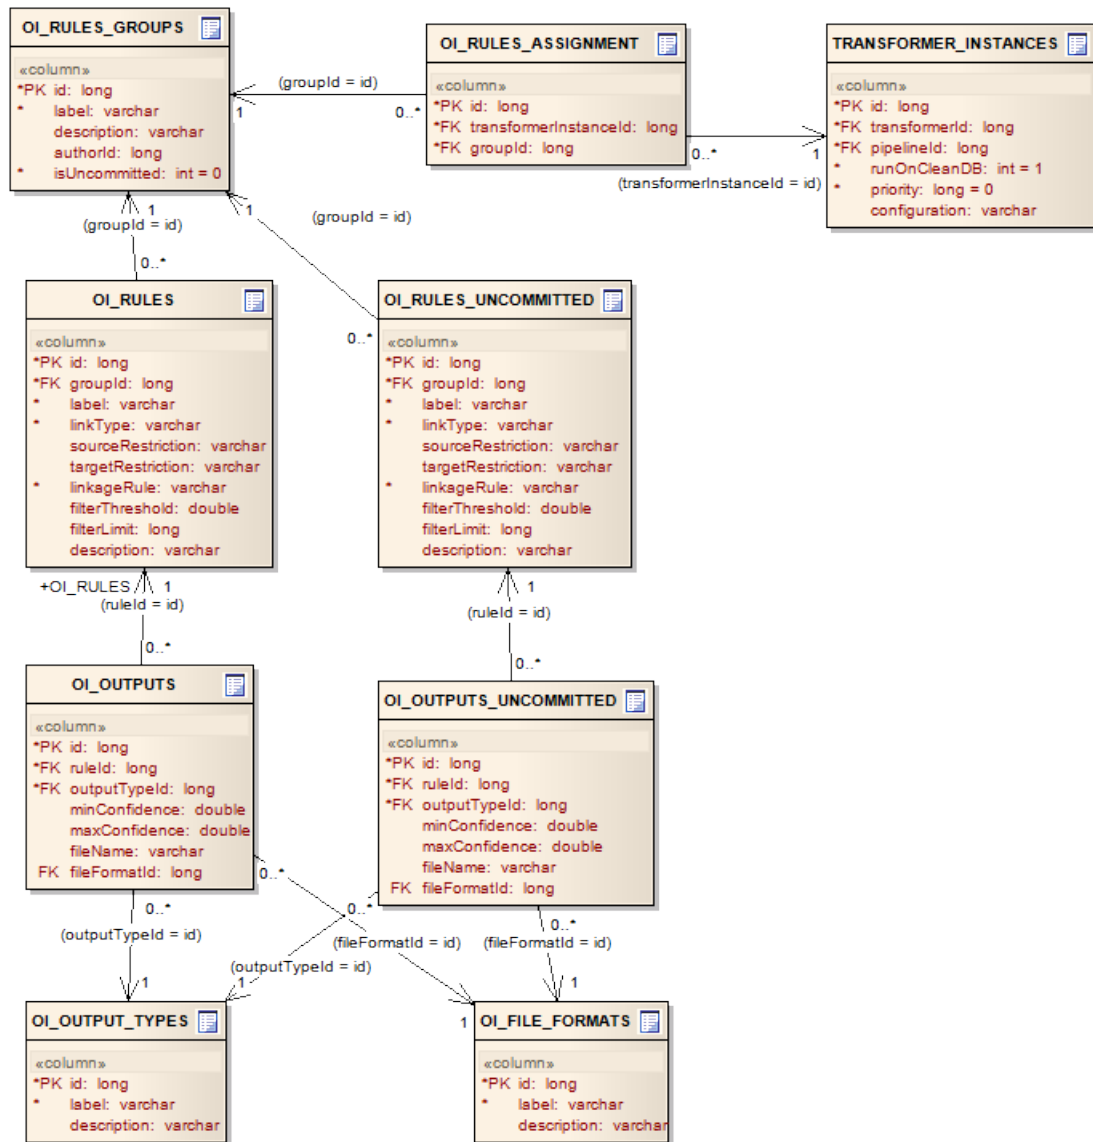 OI_RULES_GROUPS
«column»
*PK id: long
* label: varchar
description: varchar
authorId: long
* isUncommitted: int = 0
OI_RULES_ASSIGNMENT
«column»
*PK id: long
*FK transformerInstanceId: long
*FK groupId: long
TRANSFORMER_INSTANCES
«column»
*PK id: long
*FK transformerId: long
*FK pipelineId: long
* runOnCleanDB: int = 1
* priority: long = 0
configuration: varchar
(groupId = id)
1
0..*
0..*
1
(transformerInstanceId = id)
1
(groupId = id)
0..*
1
(groupId = id)
0..*
OI_RULES
«column»
*PK id: long
*FK groupId: long
* label: varchar
* linkType: varchar
sourceRestriction: varchar
targetRestriction: varchar
* linkageRule: varchar
filterThreshold: double
filterLimit: long
description: varchar
OI_RULES_UNCOMMITTED
«column»
*PK id: long
*FK groupId: long
* label: varchar
* linkType: varchar
sourceRestriction: varchar
targetRestriction: varchar
* linkageRule: varchar
filterThreshold: double
filterLimit: long
description: varchar
+OI_RULES
1
(ruleId = id)
0..*
1
(ruleId = id)
0..*
OI_OUTPUTS
«column»
*PK id: long
*FK ruleId: long
*FK outputTypeId: long
minConfidence: double
maxConfidence: double
fileName: varchar
FK fileFormatId: long
OI_OUTPUTS_UNCOMMITTED
«column»
*PK id: long
*FK ruleId: long
*FK outputTypeId: long
minConfidence: double
maxConfidence: double
fileName: varchar
FK fileFormatId: long
0..*
(outputTypeId = id)
1
0..*
(fileFormatId = id)
1
0..*
(outputTypeId = id)
1
0..*
(fileFormatId = id)
1
OI_OUTPUT_TYPES
«column»
*PK id: long
* label: varchar
description: varchar
OI_FILE_FORMATS
«column»
*PK id: long
* label: varchar
description: varchar